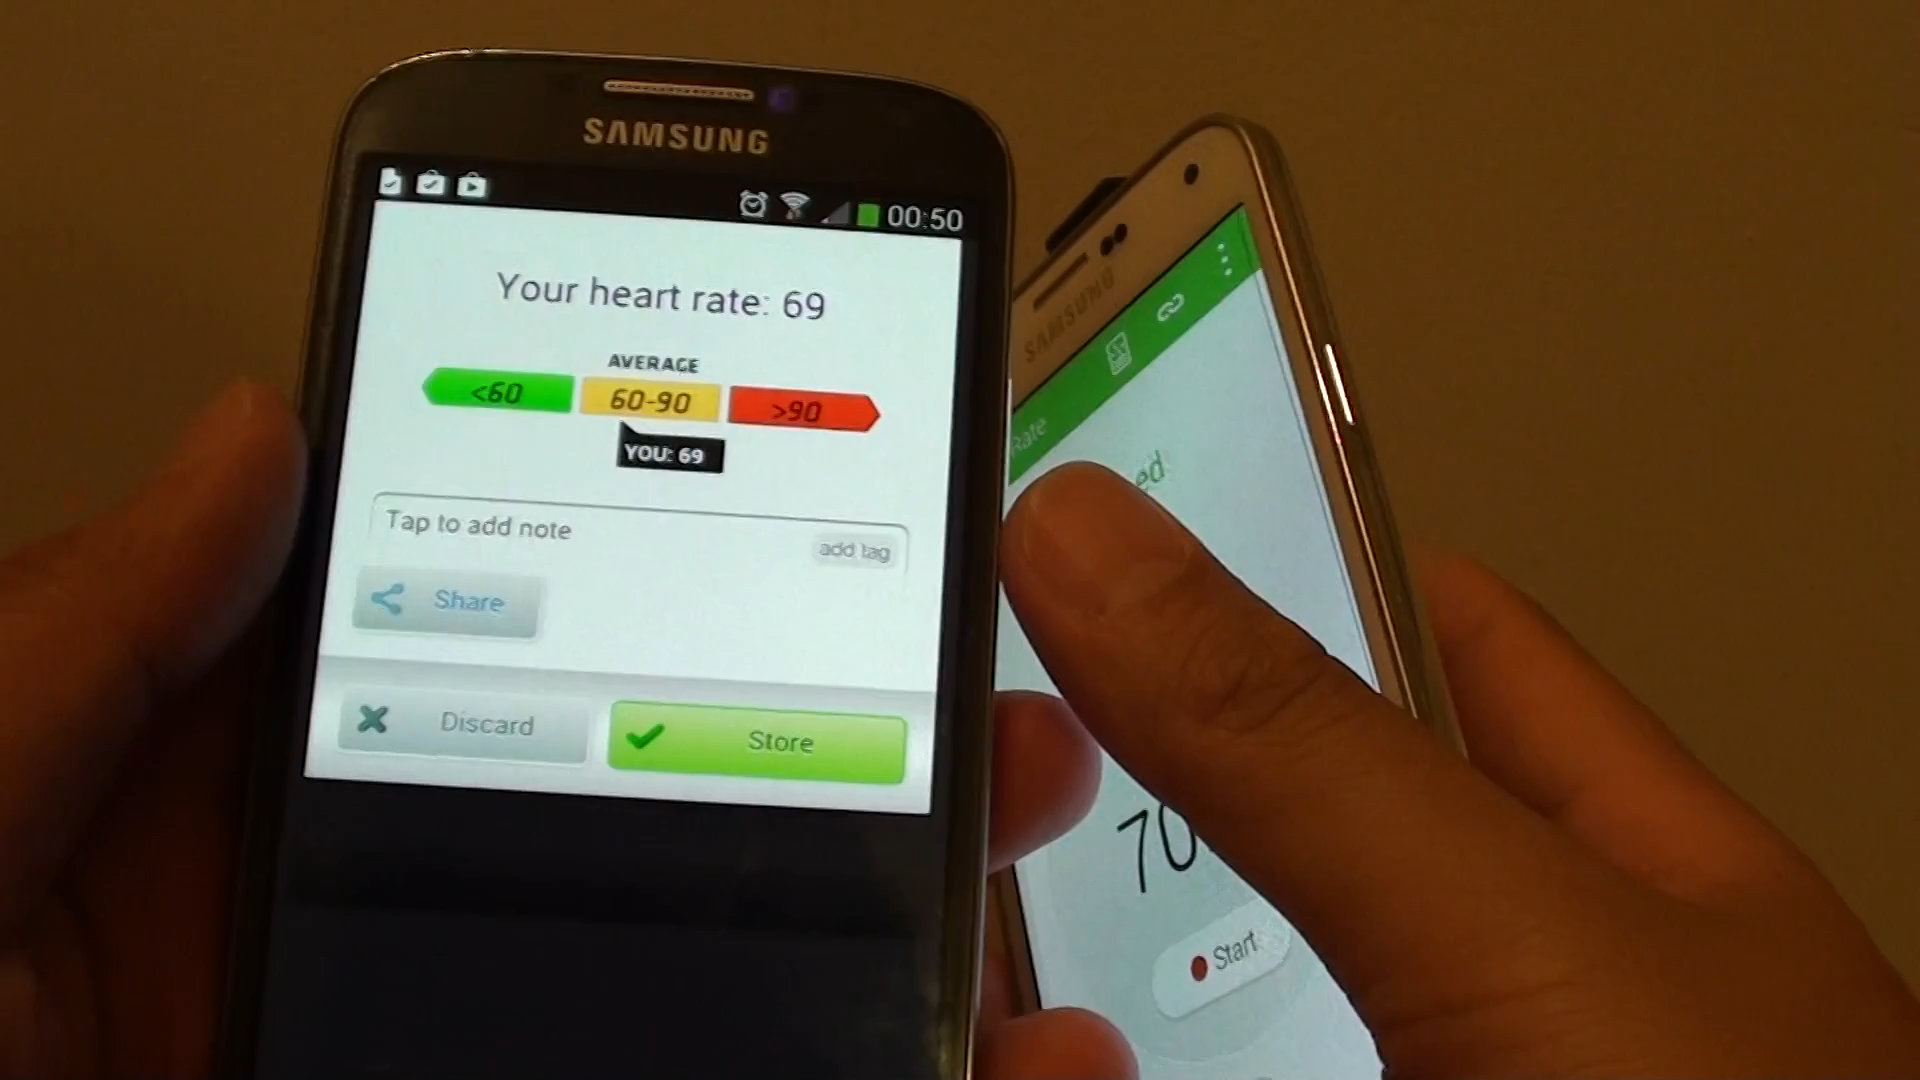 SAMSUNG
00:50
Your heart rate: 69
AVERAGE
<60
60-90
>90
YOU: 69
Tap to add note
add tag
Share
Discard
Store
SAMSUNG
Rate
70
Start